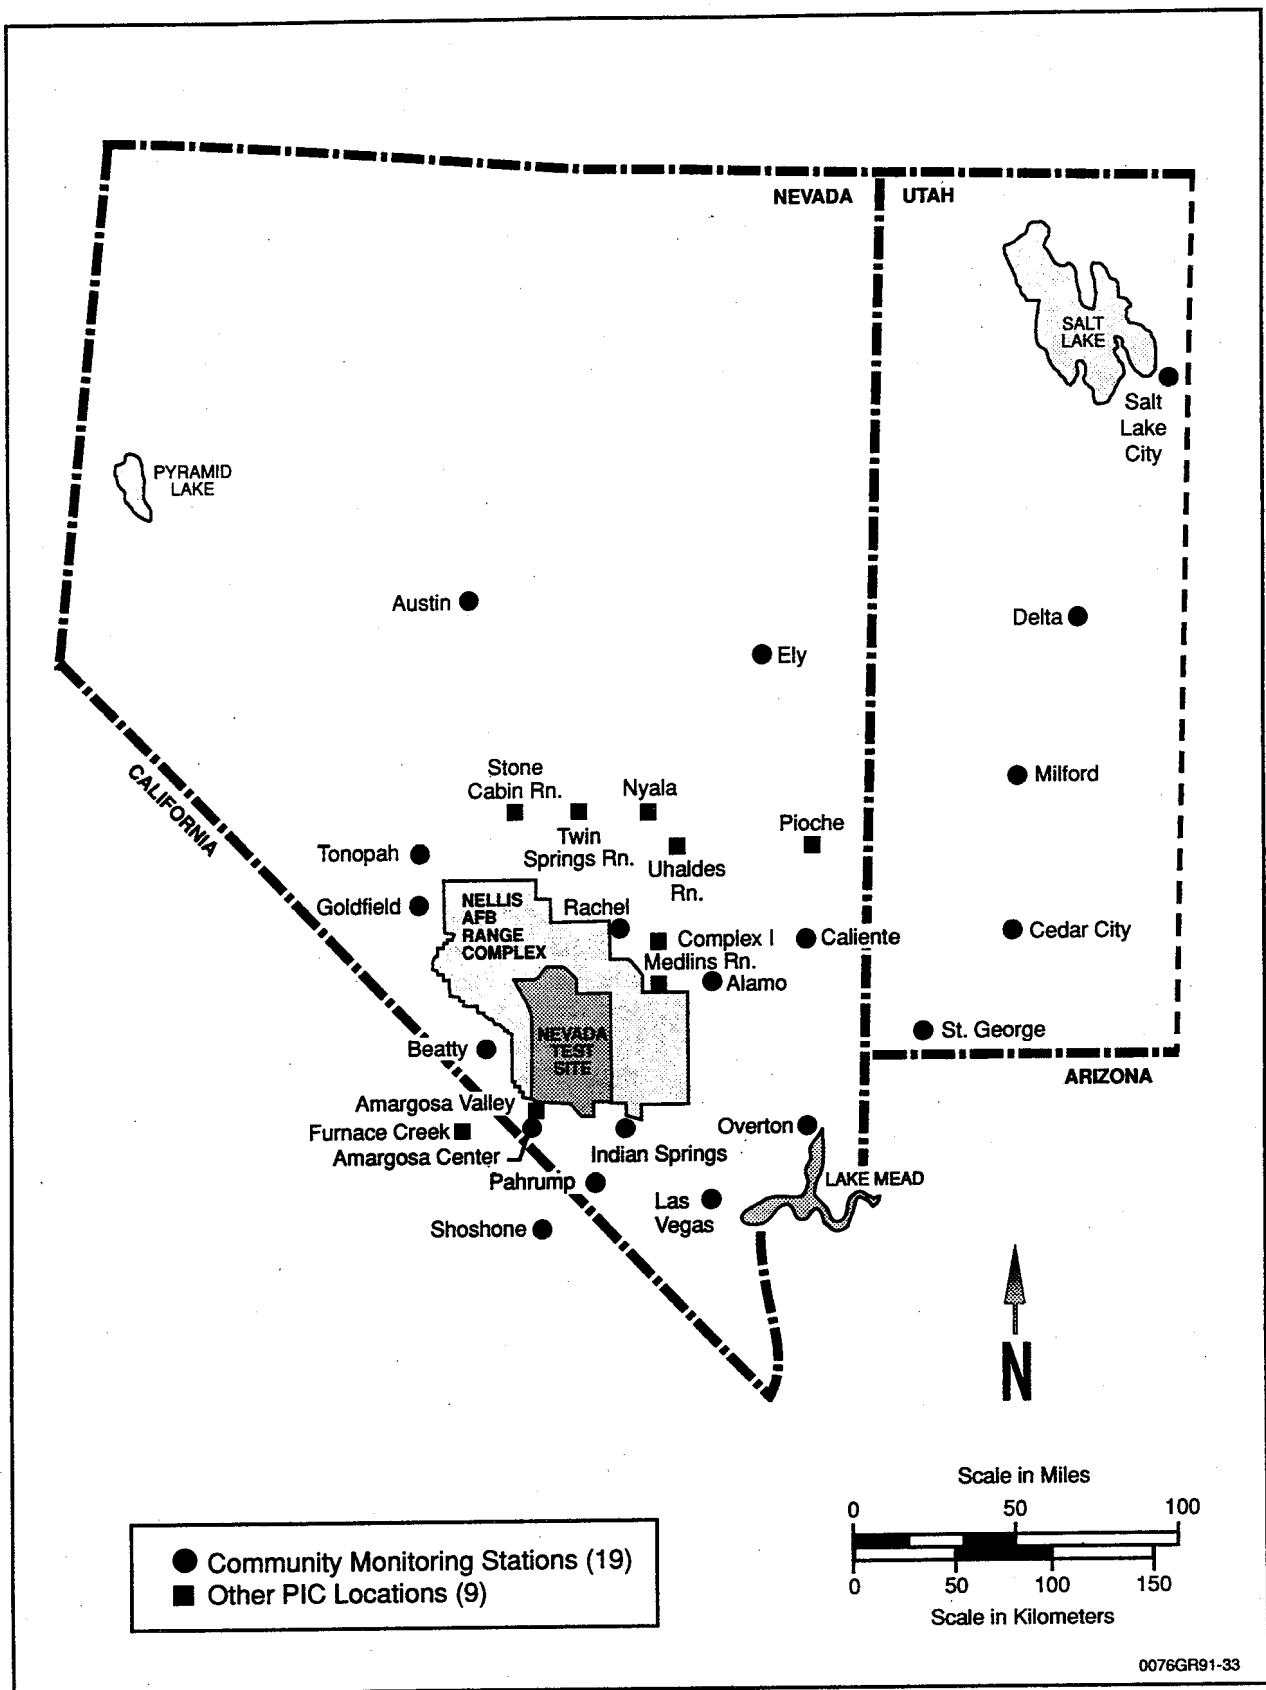 NEVADA
UTAH
SALT
LAKE
Salt
Lake
City
PYRAMID
LAKE
Austin
Delta
Ely
CALIFORNIA
Stone
Cabin Rn.
Nyala
Milford
Twin
Springs Rn.
Pioche
Tonopah
Uhaldes
Rn.
Goldfield
NELLIS
AFB
RANGE
COMPLEX
Rachel
Complex I
Medlins Rn.
Caliente
Cedar City
Alamo
NEVADA
TEST
SITE
St. George
Beatty
ARIZONA
Amargosa Valley
Furnace Creek
Amargosa Center
Indian Springs
Overton
Pahrump
LAKE MEAD
Las
Vegas
Shoshone
N
Scale in Miles
0 50 100
0 50 100 150
Scale in Kilometers
Community Monitoring Stations (19)
Other PIC Locations (9)
0076GR91-33